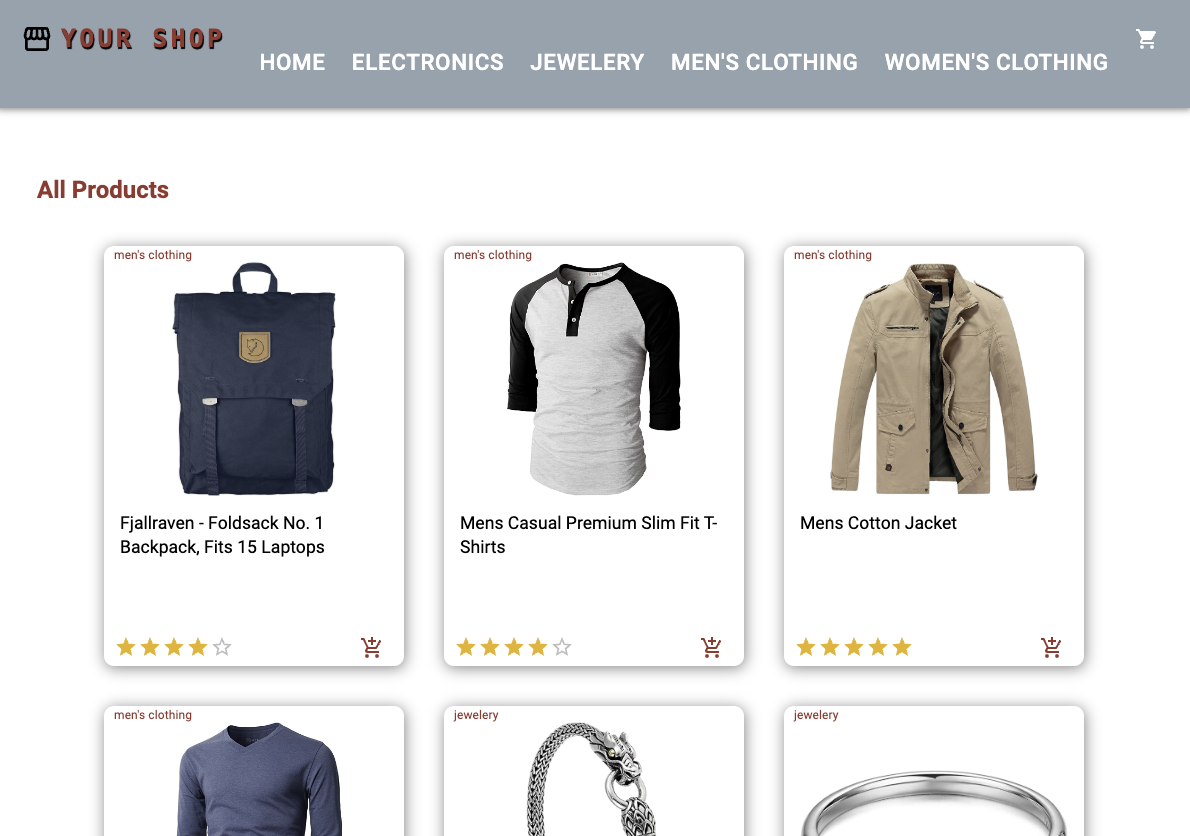 YOUR SHOP
HOME ELECTRONICS JEWELERY MEN'S CLOTHING WOMEN'S CLOTHING
All Products
men's clothing
Fjallraven - Foldsack No. 1
Backpack, Fits 15 Laptops
men's clothing
Mens Casual Premium Slim Fit T-
Shirts
men's clothing
Mens Cotton Jacket
men's clothing
jewelery
jewelery